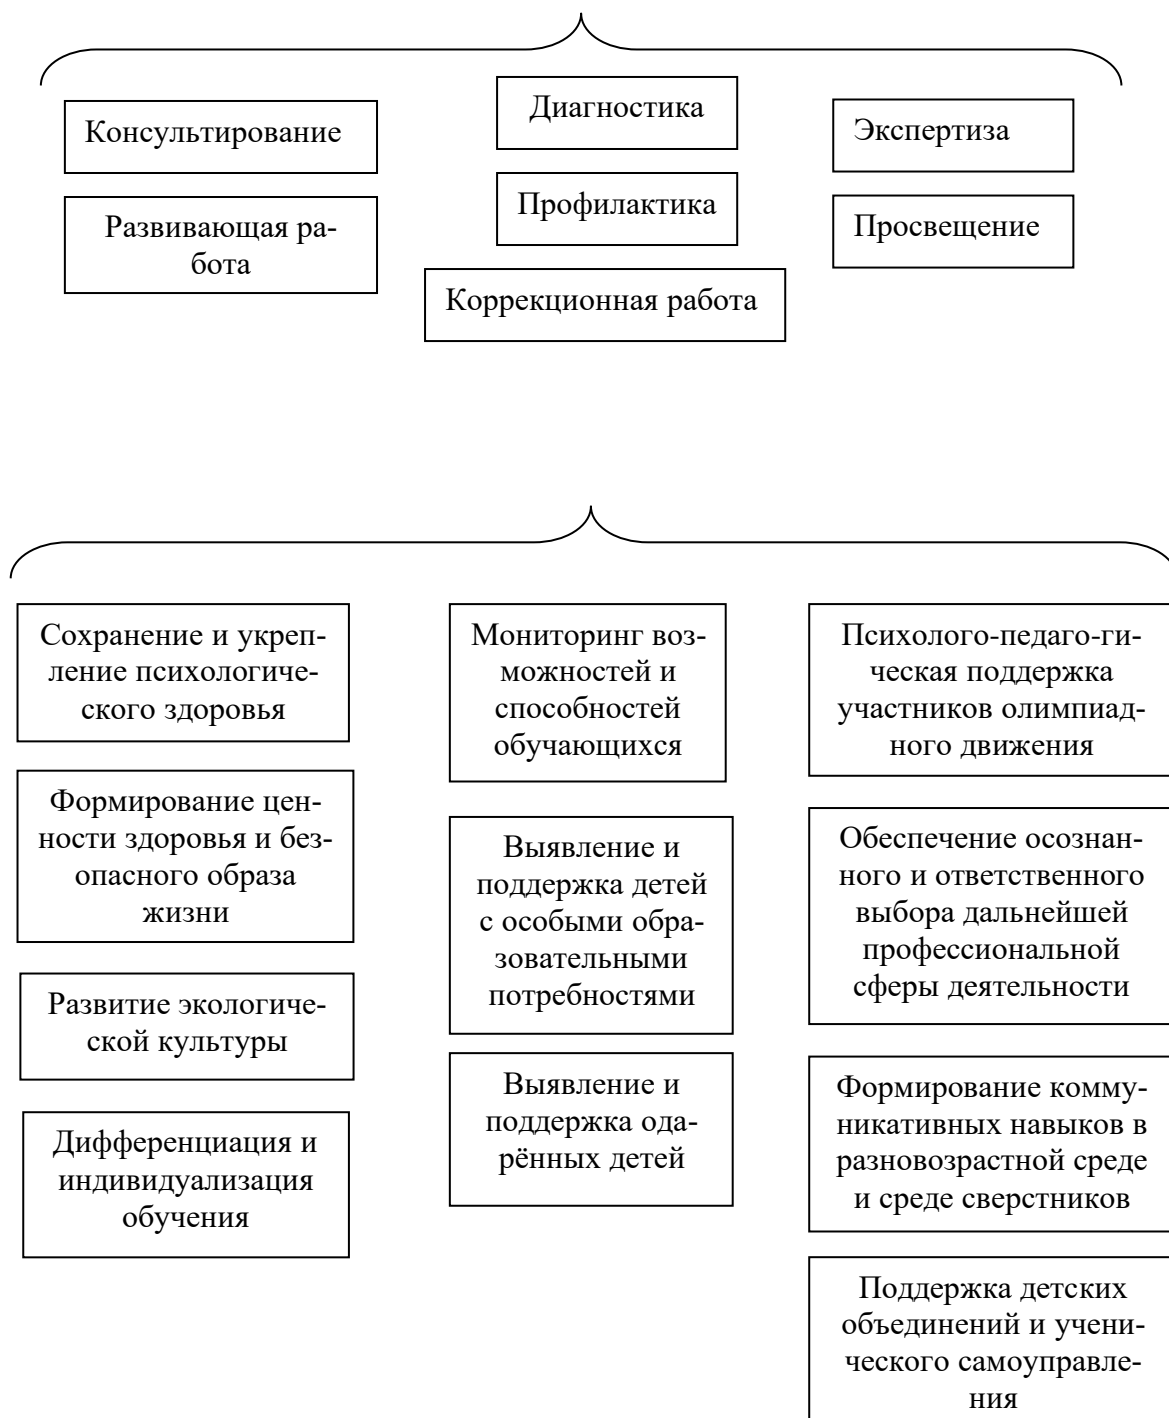 Консультирование
Развивающая ра-
бота
Диагностика
Профилактика
Коррекционная работа
Экспертиза
Просвещение
Сохранение и укреп-
ление психологиче-
ского здоровья
Формирование цен-
ности здоровья и без-
опасного образа
жизни
Развитие экологиче-
ской культуры
Дифференциация и
индивидуализация
обучения
Мониторинг воз-
можностей и
способностей
обучающихся
Выявление и
поддержка детей
с особыми обра-
зовательными
потребностями
Выявление и
поддержка ода-
рённых детей
Психолого-педаго-ги-
ческая поддержка
участников олимпиад-
ного движения
Обеспечение осознан-
ного и ответственного
выбора дальнейшей
профессиональной
сферы деятельности
Формирование комму-
никативных навыков в
разновозрастной среде
и среде сверстников
Поддержка детских
объединений и учени-
ческого самоуправле-
ния